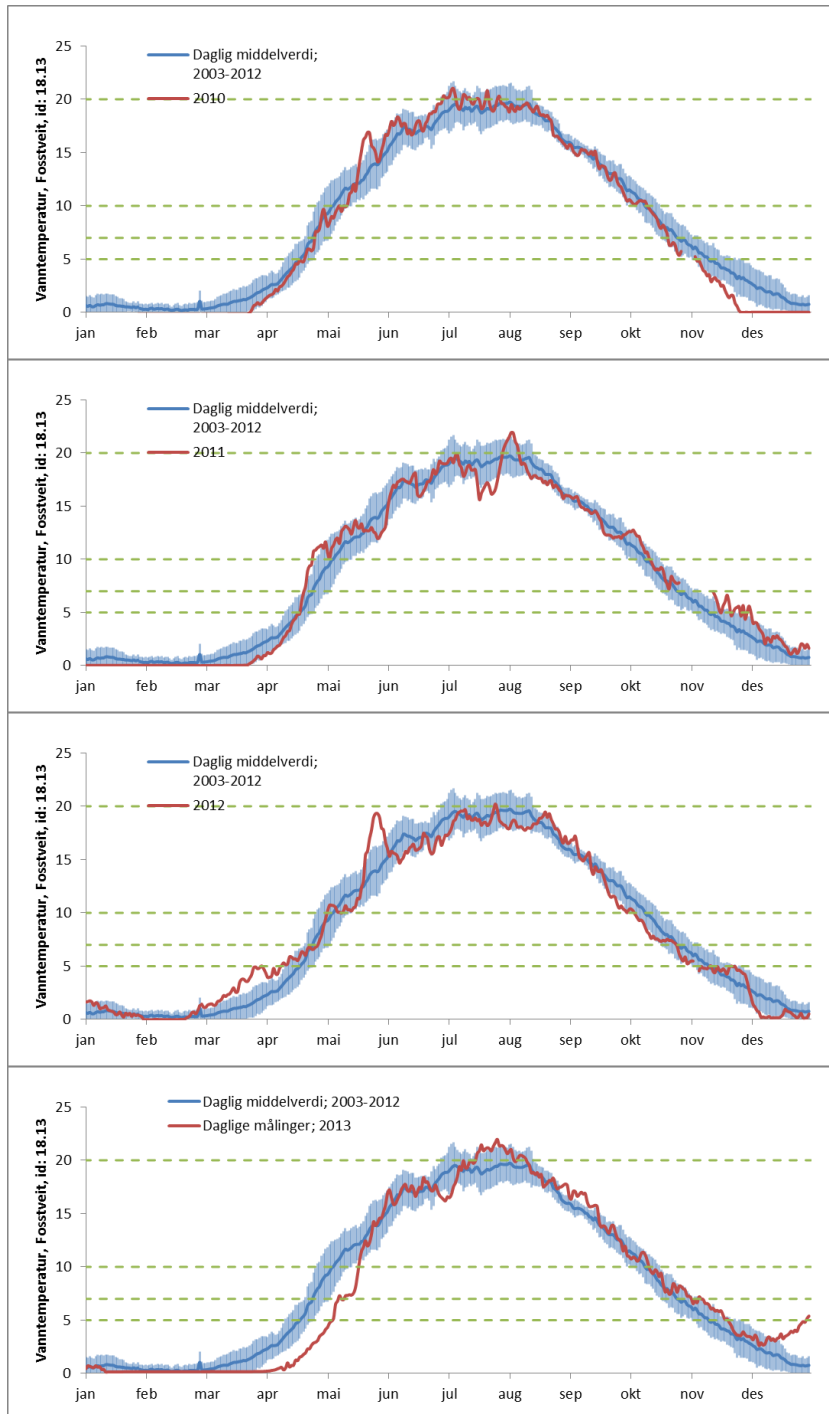 Vanntemperatur, Fosstveit, id: 18.13
25
20
15
10
5
0
Daglig middelverdi;
2003-2012
2010
jan feb mar apr mai jun jul aug sep okt nov des
Vanntemperatur, Fosstveit, id: 18.13
25
20
15
10
5
0
Daglig middelverdi;
2003-2012
2011
jan feb mar apr mai jun jul aug sep okt nov des
Vanntemperatur, Fosstveit, id: 18.13
25
20
15
10
5
0
Daglig middelverdi;
2003-2012
2012
jan feb mar apr mai jun jul aug sep okt nov des
Vanntemperatur, Fosstveit, id: 18.13
25
20
15
10
5
0
Daglig middelverdi; 2003-2012
Daglige målinger; 2013
jan feb mar apr mai jun jul aug sep okt nov des